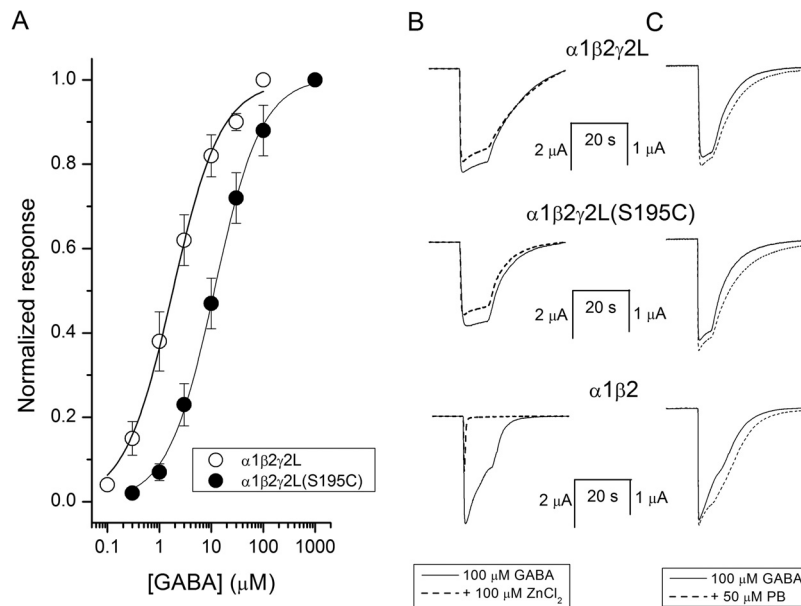 A
B
C
Normalized response
1.0
0.8
0.6
0.4
0.2
0.0
0.1
1
10
100
1000
[GABA] (μM)
α1β2γ2L
α1β2γ2L(S195C)
α1β2γ2L
2 μA 20 s 1 μA
α1β2γ2L(S195C)
2 μA 20 s 1 μA
α1β2
2 μA 20 s 1 μA
100 μM GABA
+ 100 μM ZnCl₂
100 μM GABA
+ 50 μM PB